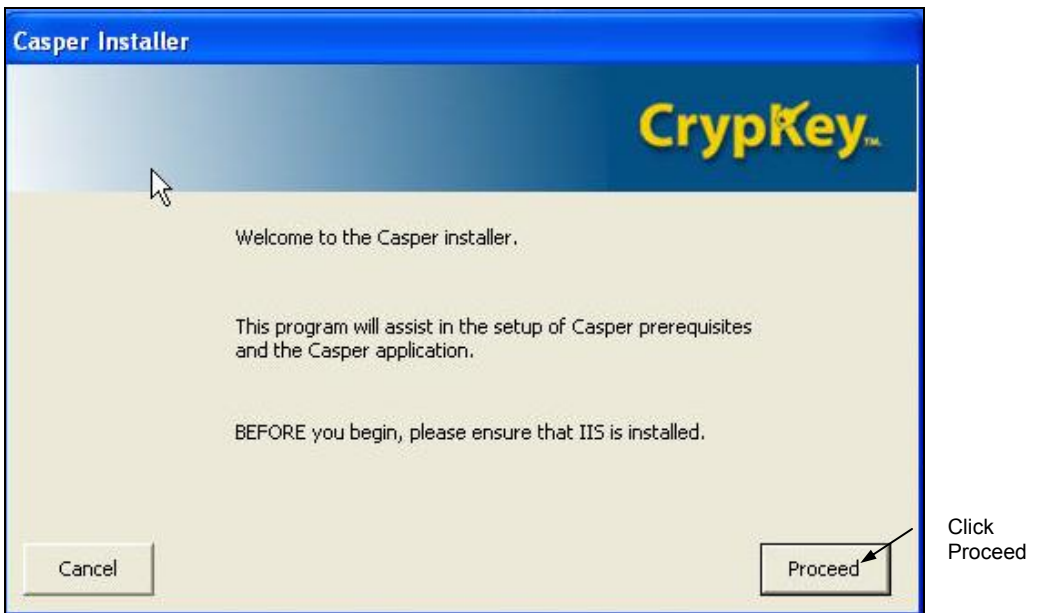 Casper Installer
CrypKey™
Welcome to the Casper installer.
This program will assist in the setup of Casper prerequisites
and the Casper application.
BEFORE you begin, please ensure that IIS is installed.
Click
Proceed
Cancel
Proceed